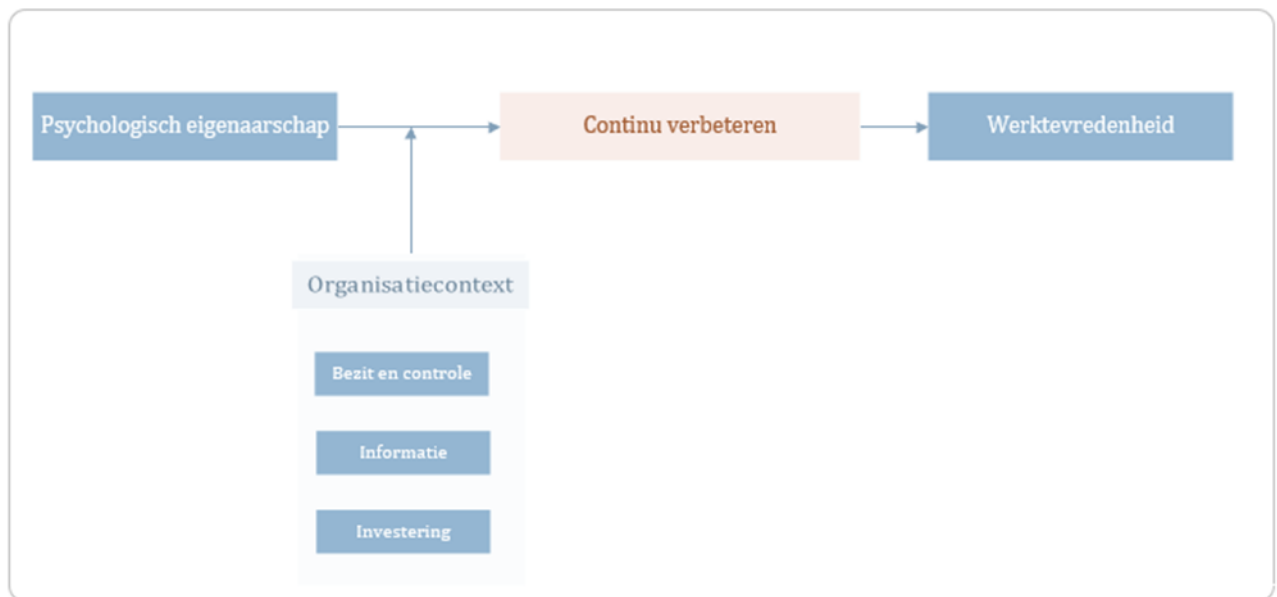 Psychologisch eigenaarschap
Continu verbeteren
Werktevredenheid
Organisatiecontext
Bezit en controle
Informatie
Investering